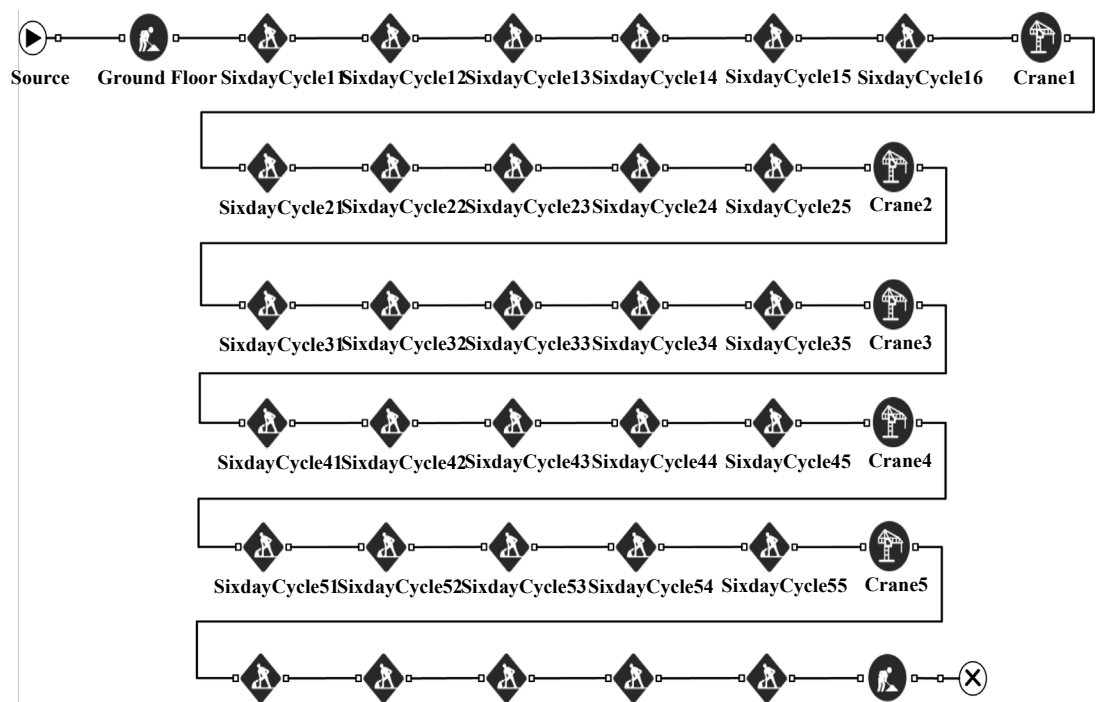 Source Ground Floor SixdayCycle11 SixdayCycle12 SixdayCycle13 SixdayCycle14 SixdayCycle15 SixdayCycle16 Crane1
SixdayCycle21 SixdayCycle22 SixdayCycle23 SixdayCycle24 SixdayCycle25 Crane2
SixdayCycle31 SixdayCycle32 SixdayCycle33 SixdayCycle34 SixdayCycle35 Crane3
SixdayCycle41 SixdayCycle42 SixdayCycle43 SixdayCycle44 SixdayCycle45 Crane4
SixdayCycle51 SixdayCycle52 SixdayCycle53 SixdayCycle54 SixdayCycle55 Crane5